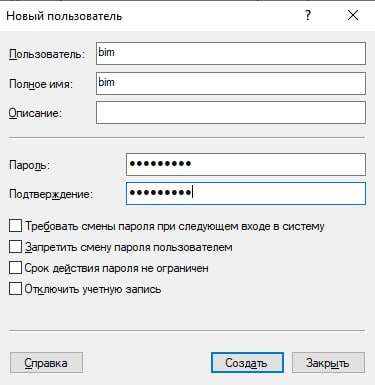 Новый пользователь
Пользователь: bim
Полное имя: bim
Описание:
Пароль: •••••••••
Подтверждение: •••••••••
Требовать смены пароля при следующем входе в систему
Запретить смену пароля пользователем
Срок действия пароля не ограничен
Отключить учетную запись
Справка Создать Закрыть